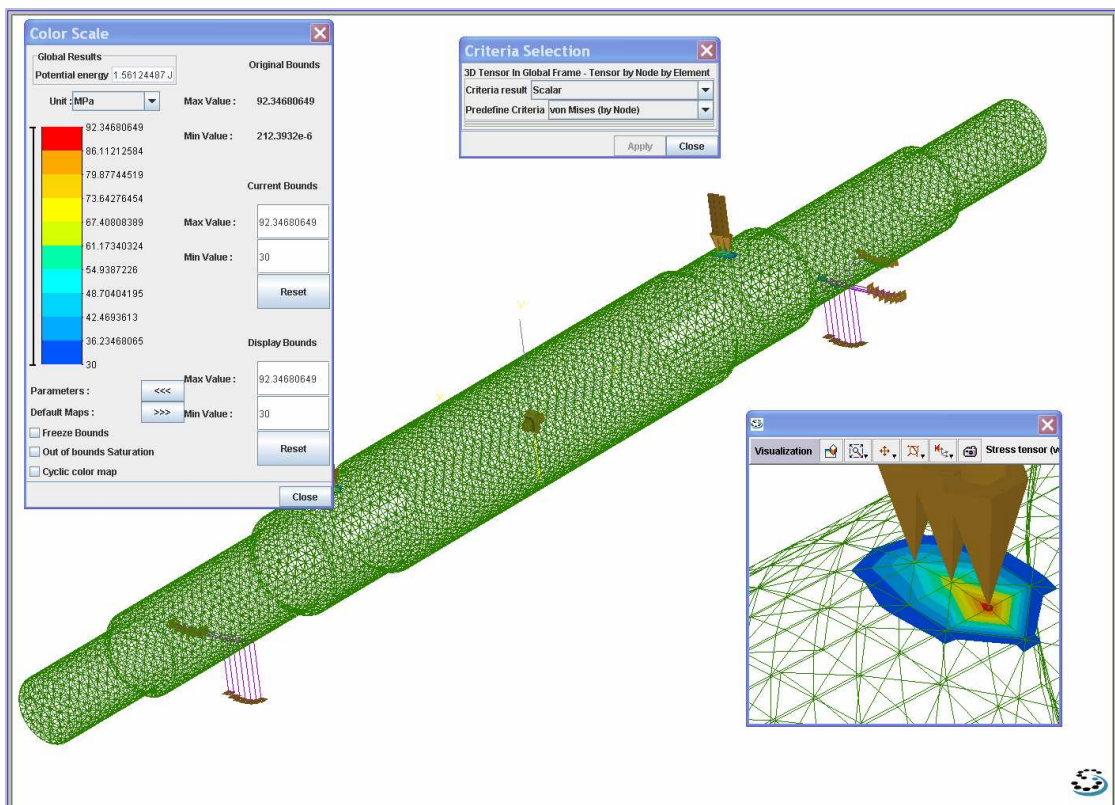 Color Scale
Global Results
Potential energy 1.56124487 J
Original Bounds
Unit : MPa
Max Value : 92.34680649
Min Value : 212.3932e-6
92.34680649
86.11212584
79.87744519
73.64276454
67.40808389
61.17340324
54.9387226
48.70404195
42.4693613
36.23468065
30
Current Bounds
Max Value : 92.34680649
Min Value : 30
Reset
Display Bounds
Max Value : 92.34680649
Min Value : 30
Reset
Parameters : <<<
Default Maps : >>>
Freeze Bounds
Out of bounds Saturation
Cyclic color map
Close
Criteria Selection
3D Tensor In Global Frame - Tensor by Node by Element
Criteria result Scalar
Predefine Criteria von Mises (by Node)
Apply Close
Y
Visualization Stress tensor